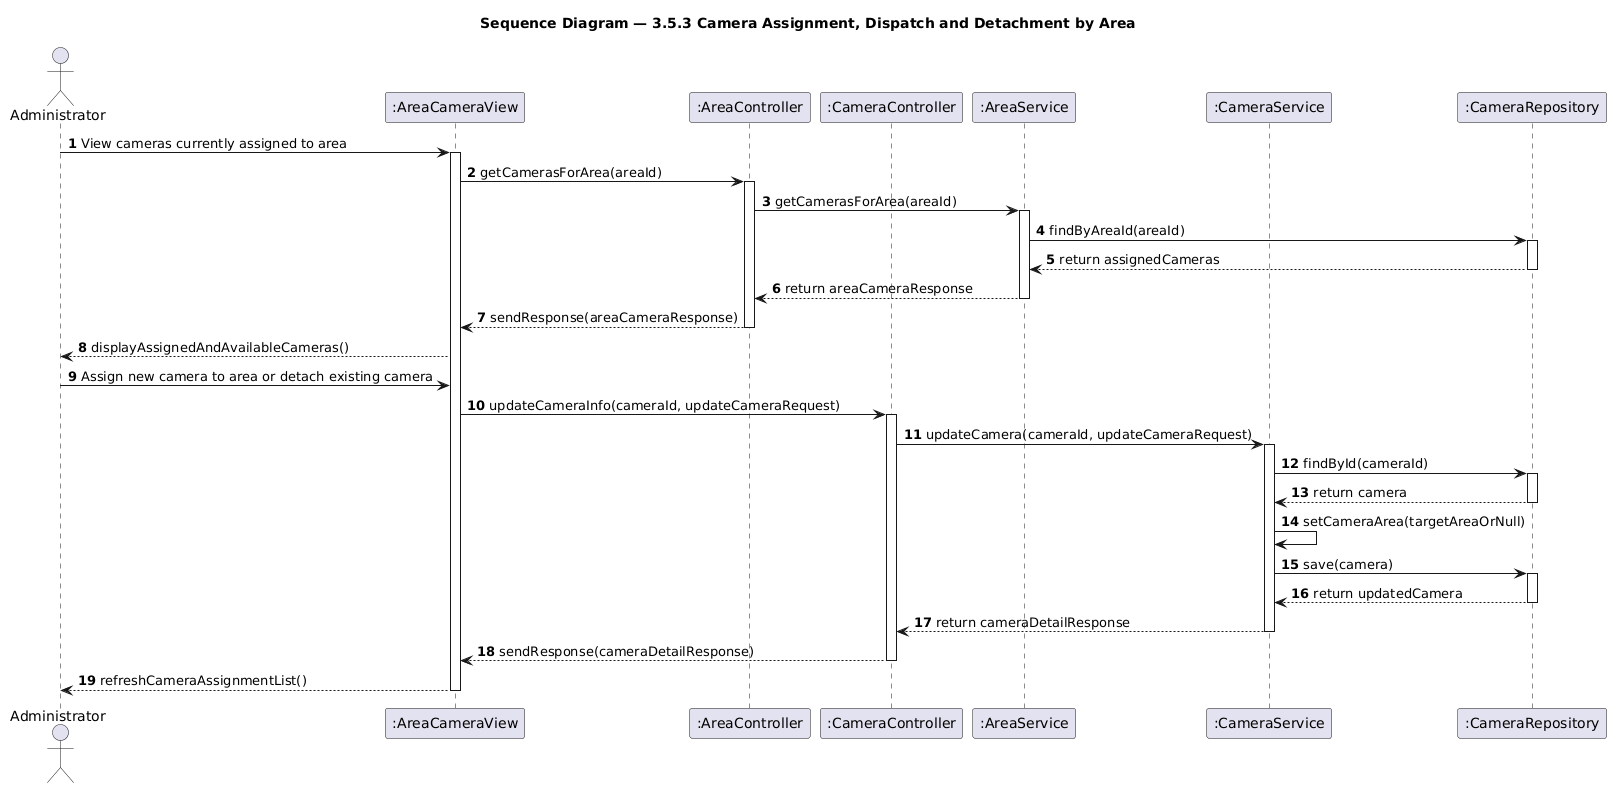 Sequence Diagram — 3.5.3 Camera Assignment, Dispatch and Detachment by Area
Administrator
:AreaCameraView
:AreaController
:CameraController
:AreaService
:CameraService
:CameraRepository
1 View cameras currently assigned to area
2 getCamerasForArea(areaId)
3 getCamerasForArea(areaId)
4 findByAreaId(areaId)
5 return assignedCameras
6 return areaCameraResponse
7 sendResponse(areaCameraResponse)
8 displayAssignedAndAvailableCameras()
9 Assign new camera to area or detach existing camera
10 updateCameraInfo(cameraId, updateCameraRequest)
11 updateCamera(cameraId, updateCameraRequest)
12 findById(cameraId)
13 return camera
14 setCameraArea(targetAreaOrNull)
15 save(camera)
16 return updatedCamera
17 return cameraDetailResponse
18 sendResponse(cameraDetailResponse)
19 refreshCameraAssignmentList()
Administrator
:AreaCameraView
:AreaController
:CameraController
:AreaService
:CameraService
:CameraRepository